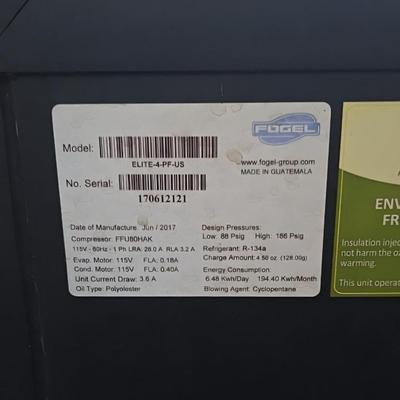 FOGEL
Model:
ELITE-4-PF-US
www.fogel-group.com
MADE IN GUATEMALA
No. Serial:
170612121
Date of Manufacture: Jun / 2017
Compressor: FFU80HAK
115V - 60Hz - 1 Ph LRA: 28.0 A RLA 3.2 A
Evap. Motor: 115V FLA: 0.18A
Cond. Motor: 115V FLA: 0.40A
Unit Current Draw: 3.6 A
Oil Type: Polyolester
Design Pressures:
Low: 88 Psig High: 186 Psig
Refrigerant: R-134a
Charge Amount: 4.50 oz (128.00g)
Energy Consumption:
6.48 Kwh/Day 194.40 Kwh/Month
Blowing Agent: Cyclopentane
ENV
FR
Insulation injec
not harm the oz
warming.
This unit operat